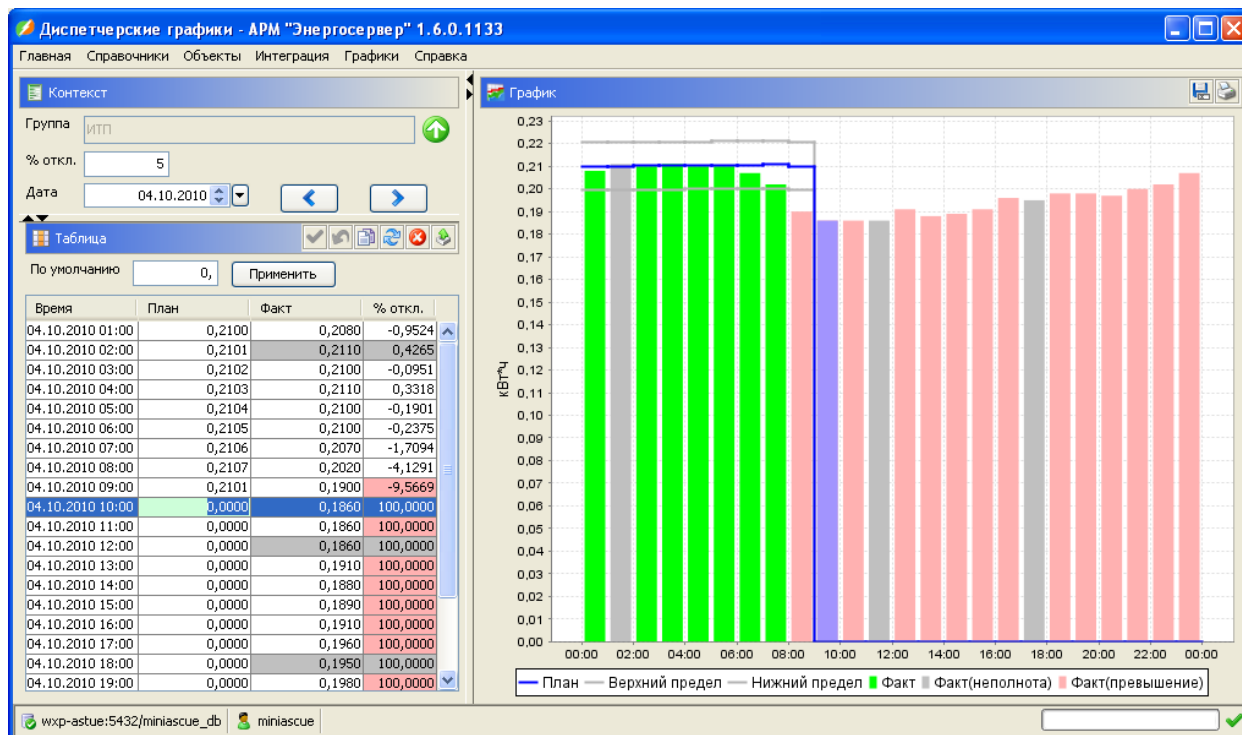 Диспетчерские графики - АРМ "Энергосервер" 1.6.0.1133
Главная Справочники Объекты Интеграция Графики Справка
Контекст
Группа ИТП
% откл. 5
Дата 04.10.2010
Таблица
По умолчанию 0, Применить
Время План Факт % откл.
04.10.2010 01:00 0,2100 0,2080 -0,9524
04.10.2010 02:00 0,2101 0,2110 0,4265
04.10.2010 03:00 0,2102 0,2100 -0,0951
04.10.2010 04:00 0,2103 0,2110 0,3318
04.10.2010 05:00 0,2104 0,2100 -0,1901
04.10.2010 06:00 0,2105 0,2100 -0,2375
04.10.2010 07:00 0,2106 0,2070 -1,7094
04.10.2010 08:00 0,2107 0,2020 -4,1291
04.10.2010 09:00 0,2101 0,1900 -9,5669
04.10.2010 10:00 0,0000 0,1860 100,0000
04.10.2010 11:00 0,0000 0,1860 100,0000
04.10.2010 12:00 0,0000 0,1860 100,0000
04.10.2010 13:00 0,0000 0,1910 100,0000
04.10.2010 14:00 0,0000 0,1880 100,0000
04.10.2010 15:00 0,0000 0,1890 100,0000
04.10.2010 16:00 0,0000 0,1910 100,0000
04.10.2010 17:00 0,0000 0,1960 100,0000
04.10.2010 18:00 0,0000 0,1950 100,0000
04.10.2010 19:00 0,0000 0,1980 100,0000
График
0,23
0,22
0,21
0,20
0,19
0,18
0,17
0,16
0,15
0,14
0,13
0,12
0,11
0,10
0,09
0,08
0,07
0,06
0,05
0,04
0,03
0,02
0,01
0,00
кВт*ч
00:00 02:00 04:00 06:00 08:00 10:00 12:00 14:00 16:00 18:00 20:00 22:00 00:00
План Верхний предел Нижний предел Факт Факт(неполнота) Факт(превышение)
wxp-astue:5432/miniascue_db miniascue